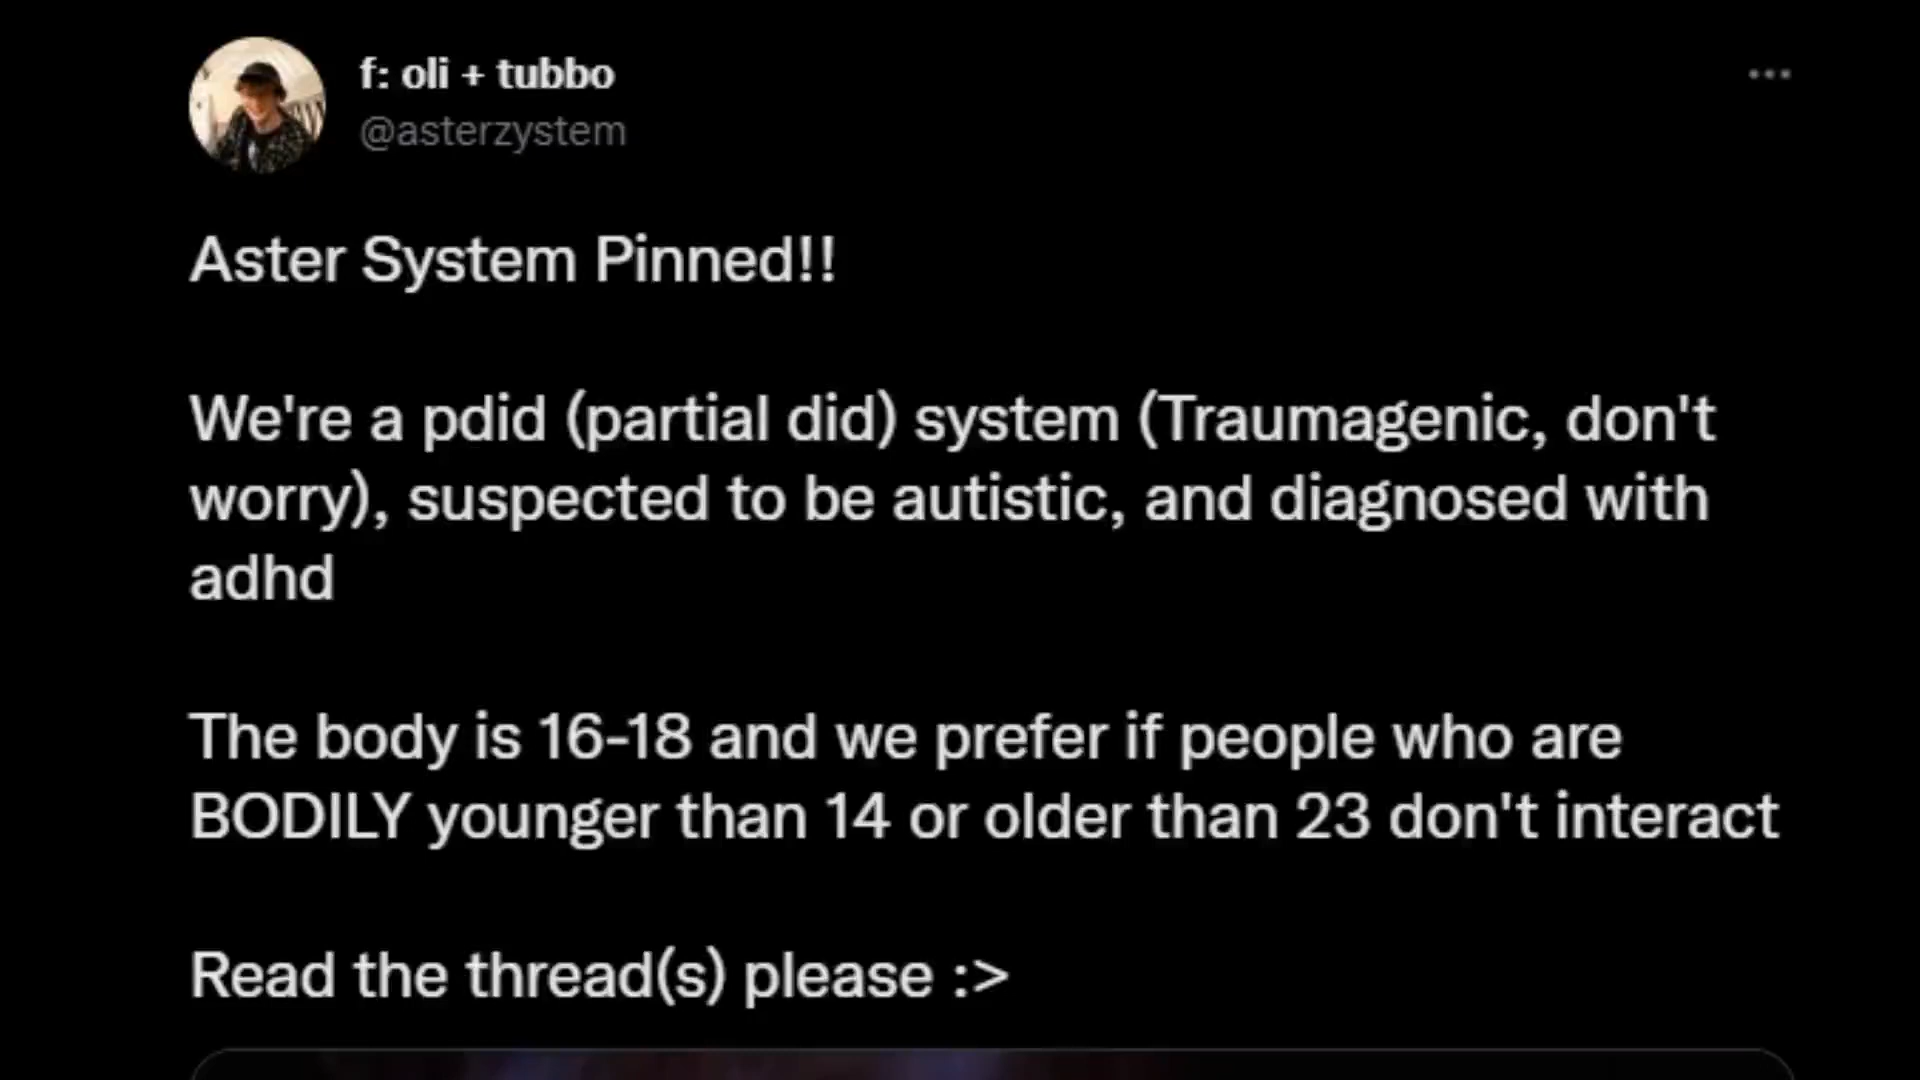 f: oli + tubbo
@asterzystem
Aster System Pinned!!
We're a pdid (partial did) system (Traumagenic, don't
worry), suspected to be autistic, and diagnosed with
adhd
The body is 16-18 and we prefer if people who are
BODILY younger than 14 or older than 23 don't interact
Read the thread(s) please :>